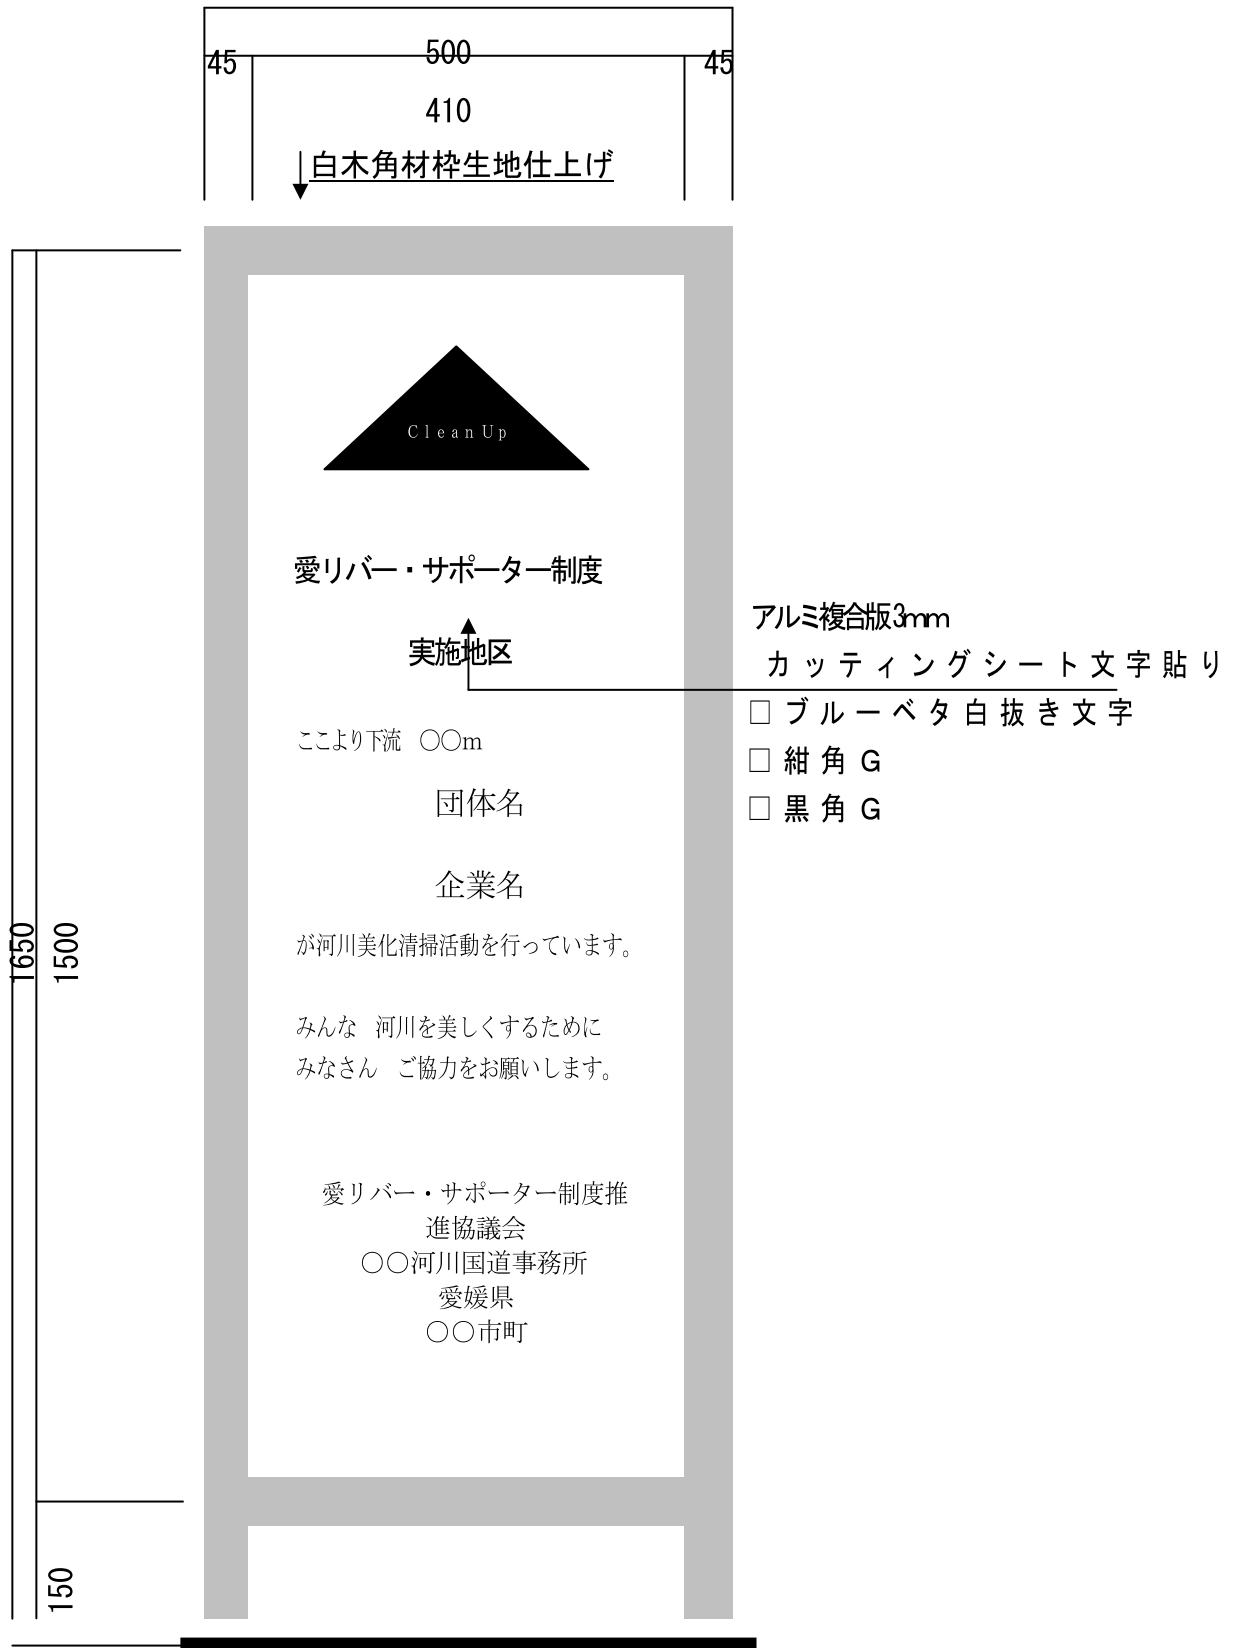 500
45
45
410
白木角材枠生地仕上げ
CleanUp
愛リバー・サポーター制度
実施地区
アルミ複合版3mm
カッティングシート文字貼り
□ブルーベタ白抜き文字
□紺角G
□黒角G
ここより下流　○○m
団体名
企業名
が河川美化清掃活動を行っています。
みんな　河川を美しくするために
みなさん　ご協力をお願いします。
愛リバー・サポーター制度推
進協議会
○○河川国道事務所
愛媛県
○○市町
1650
1500
150